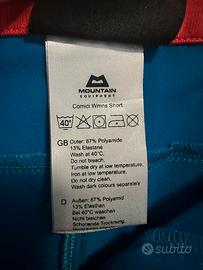 MOUNTAIN
EQUIPMENT
Comici Wmns Short
40°
GB Outer: 87% Polyamide
13% Elastane
Wash at 40°C.
Do not bleach.
Tumble dry at low temperature.
Iron at low temperature.
Do not dry clean.
Wash dark colours separately
D Außen: 87% Polyamid
13% Elasthan
Bei 40°C waschen
Nicht bleichen.
Schonende Trocknung.
subito